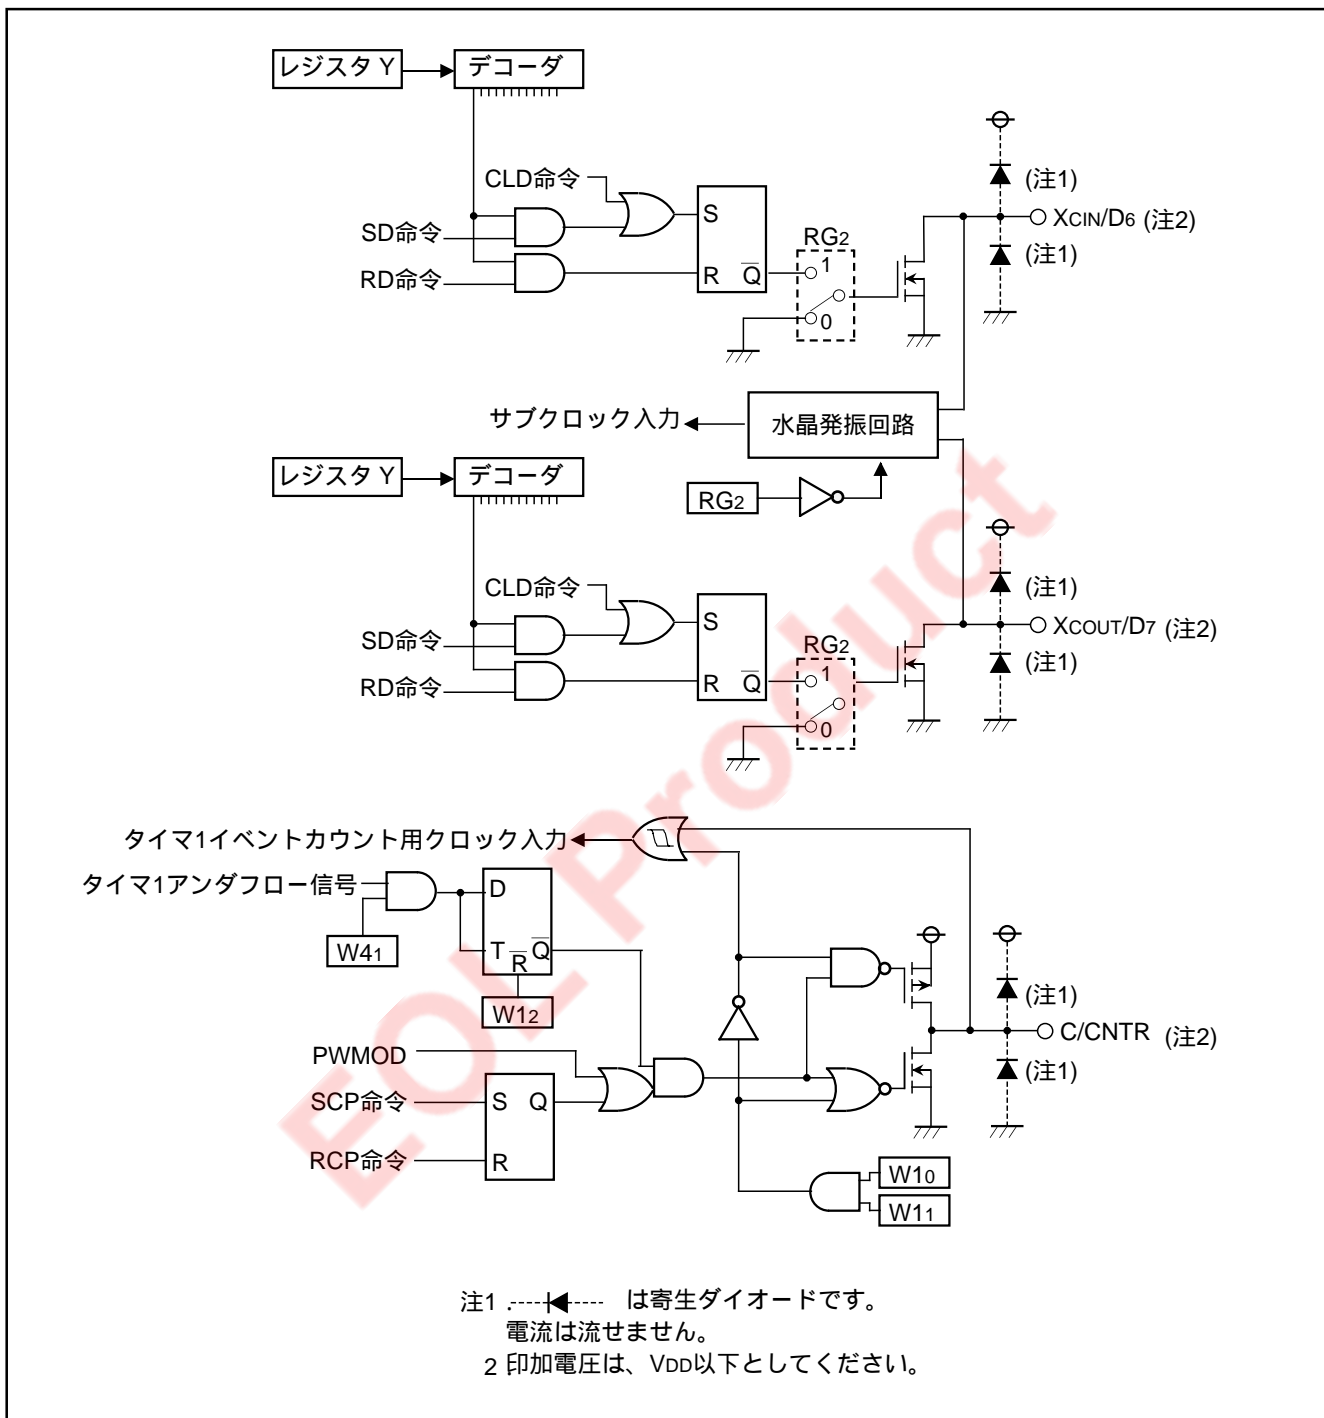 レジスタ Y
デコーダ
CLD命令
SD命令
RD命令
S
R Q
RG2
1
0
(注1)
XCIN/D6 (注2)
(注1)
サブクロック入力
水晶発振回路
RG2
レジスタ Y
デコーダ
CLD命令
SD命令
RD命令
S
R Q
RG2
1
0
(注1)
XCOUT/D7 (注2)
(注1)
タイマ1イベントカウント用クロック入力
タイマ1アンダフロー信号
W41
D
T R Q
W12
PWMOD
SCP命令
RCP命令
S Q
R
(注1)
C/CNTR (注2)
(注1)
W10
W11
注1 . は寄生ダイオードです。
電流は流せません。
2 印加電圧は、VDD以下としてください。
EOL Product